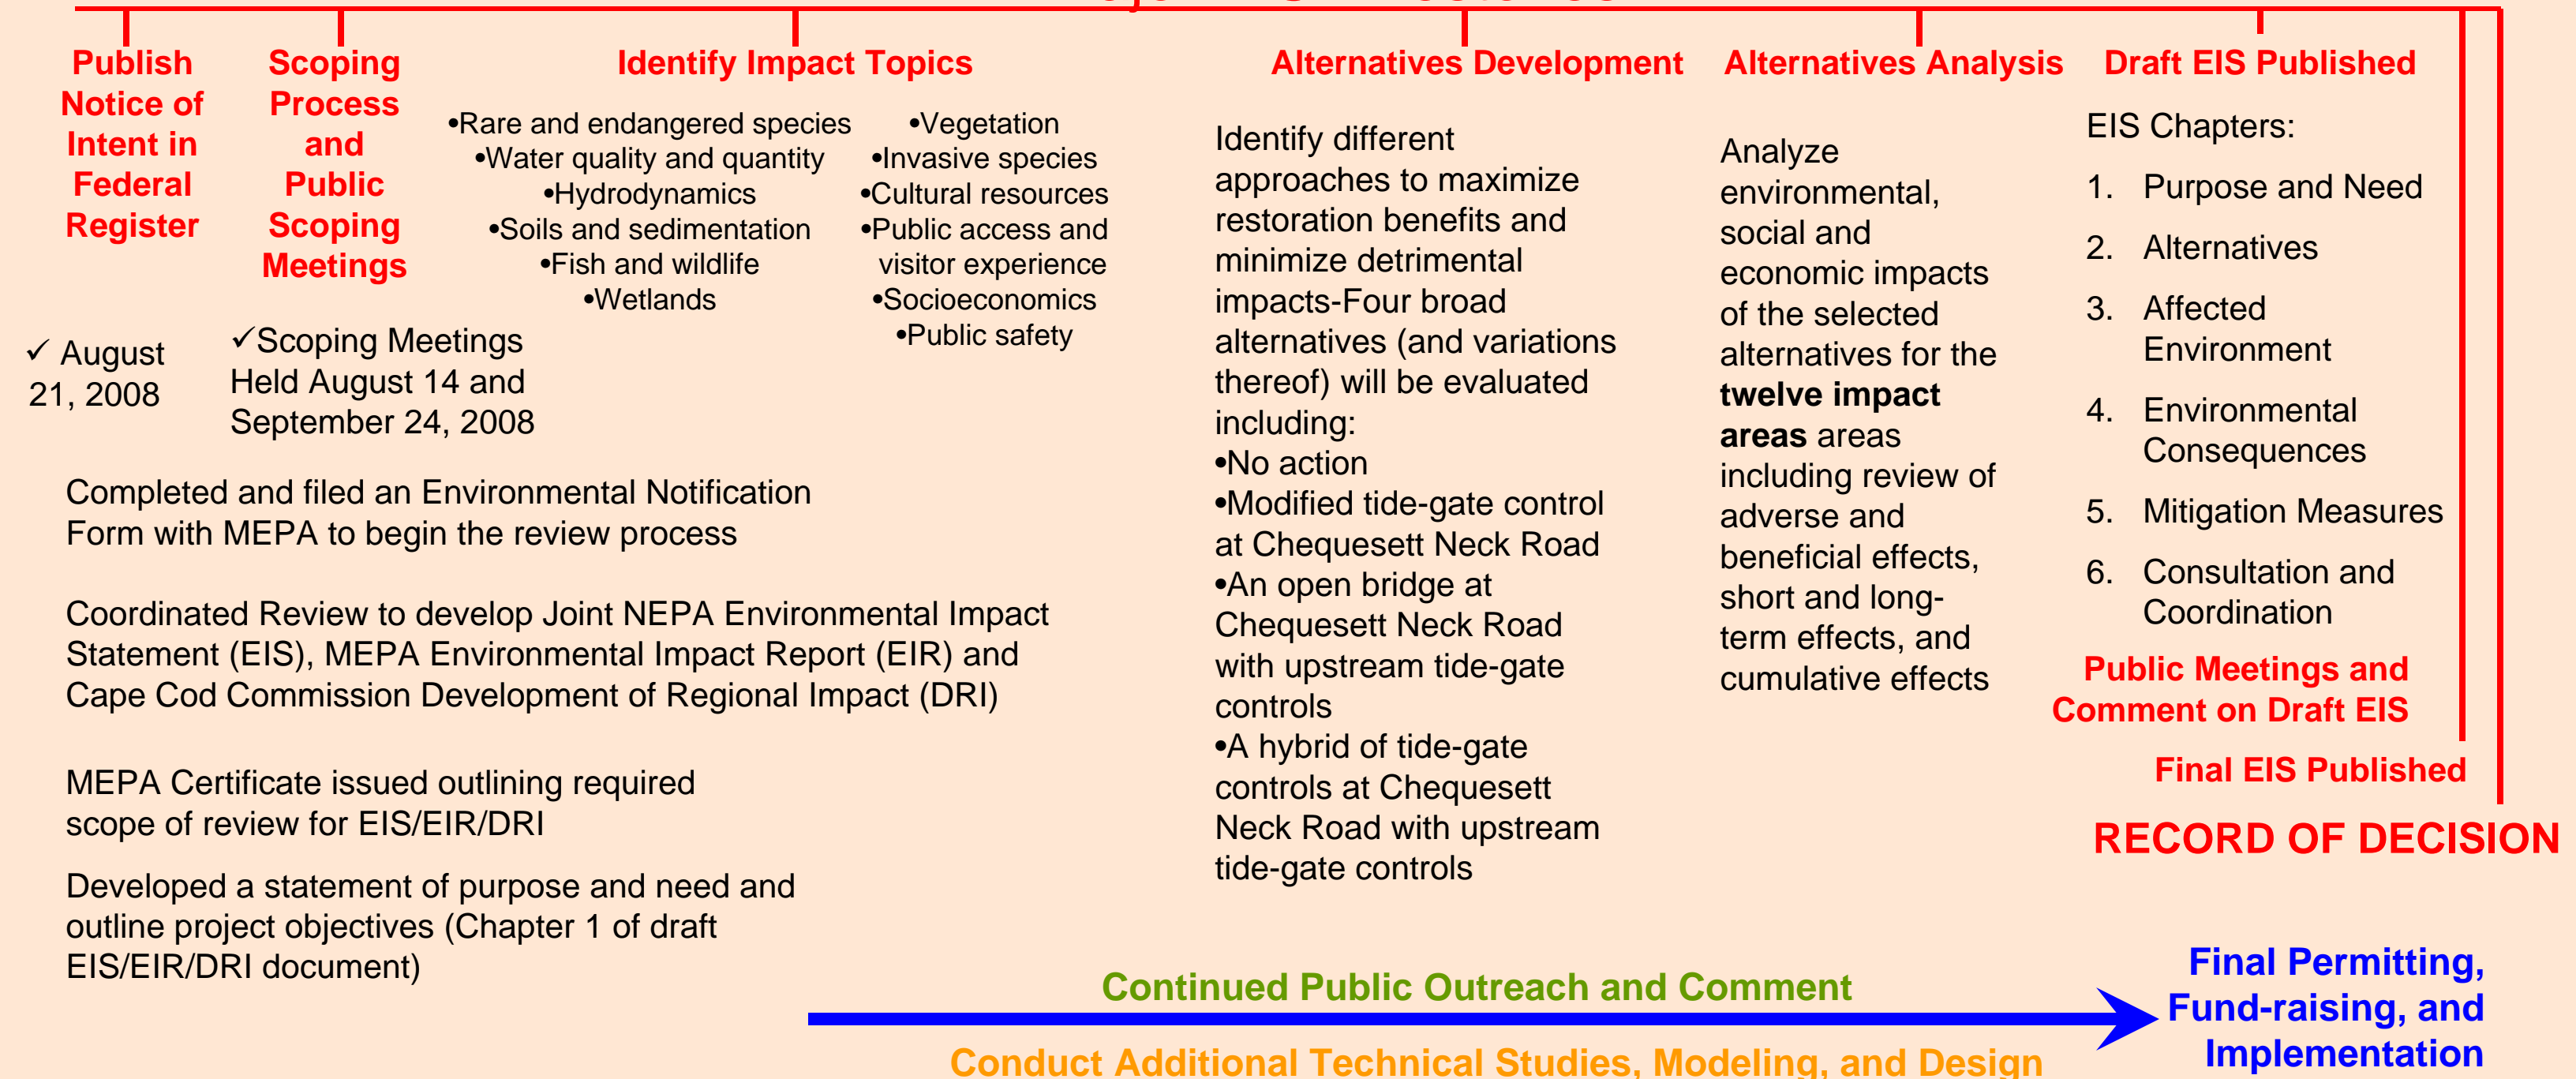 Publish
Notice of
Intent in
Federal
Register
✓ August
21, 2008
Scoping
Process
and
Public
Scoping
Meetings
✓Scoping Meetings
Held August 14 and
September 24, 2008
Identify Impact Topics
•Rare and endangered species
•Water quality and quantity
•Hydrodynamics
•Soils and sedimentation
•Fish and wildlife
•Wetlands
•Vegetation
•Invasive species
•Cultural resources
•Public access and
visitor experience
•Socioeconomics
•Public safety
Completed and filed an Environmental Notification
Form with MEPA to begin the review process
Coordinated Review to develop Joint NEPA Environmental Impact
Statement (EIS), MEPA Environmental Impact Report (EIR) and
Cape Cod Commission Development of Regional Impact (DRI)
MEPA Certificate issued outlining required
scope of review for EIS/EIR/DRI
Developed a statement of purpose and need and
outline project objectives (Chapter 1 of draft
EIS/EIR/DRI document)
Alternatives Development
Identify different
approaches to maximize
restoration benefits and
minimize detrimental
impacts-Four broad
alternatives (and variations
thereof) will be evaluated
including:
•No action
•Modified tide-gate control
at Chequesett Neck Road
•An open bridge at
Chequesett Neck Road
with upstream tide-gate
controls
•A hybrid of tide-gate
controls at Chequesett
Neck Road with upstream
tide-gate controls
Alternatives Analysis
Analyze
environmental,
social and
economic impacts
of the selected
alternatives for the
twelve impact
areas areas
including review of
adverse and
beneficial effects,
short and long-
term effects, and
cumulative effects
Draft EIS Published
EIS Chapters:
1. Purpose and Need
2. Alternatives
3. Affected
Environment
4. Environmental
Consequences
5. Mitigation Measures
6. Consultation and
Coordination
Public Meetings and
Comment on Draft EIS
Final EIS Published
RECORD OF DECISION
Continued Public Outreach and Comment
Conduct Additional Technical Studies, Modeling, and Design
Final Permitting,
Fund-raising, and
Implementation